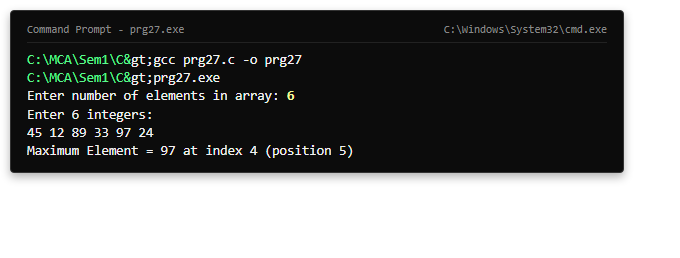 Command Prompt - prg27.exe C:\Windows\System32\cmd.exe
C:\MCA\Sem1\C&gt;gcc prg27.c -o prg27
C:\MCA\Sem1\C&gt;prg27.exe
Enter number of elements in array: 6
Enter 6 integers:
45 12 89 33 97 24
Maximum Element = 97 at index 4 (position 5)